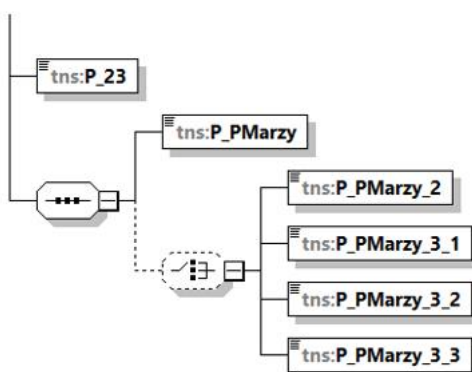 tns:P_23
tns:P_PMarzy
tns:P_PMarzy_2
tns:P_PMarzy_3_1
tns:P_PMarzy_3_2
tns:P_PMarzy_3_3